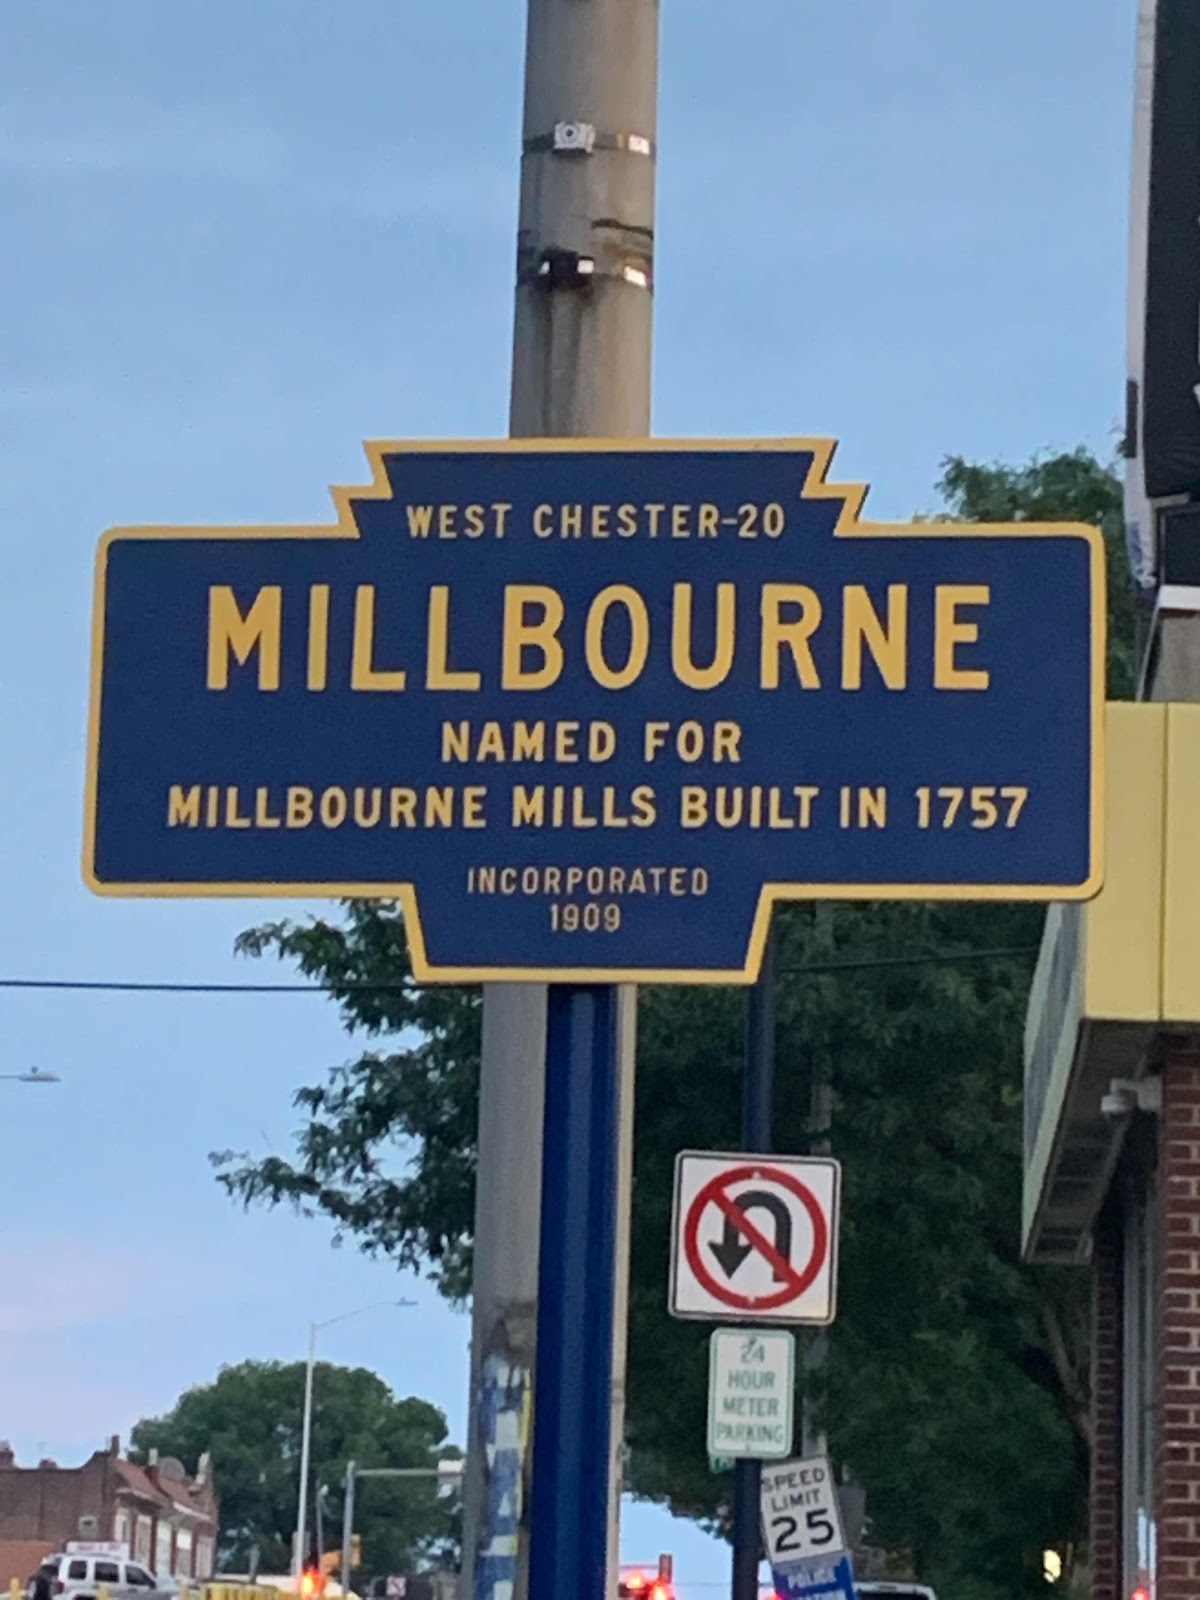 WEST CHESTER-20
MILLBOURNE
NAMED FOR
MILLBOURNE MILLS BUILT IN 1757
INCORPORATED
1909
24
HOUR
METER
PARKING
SPEED
LIMIT
25
POLICE